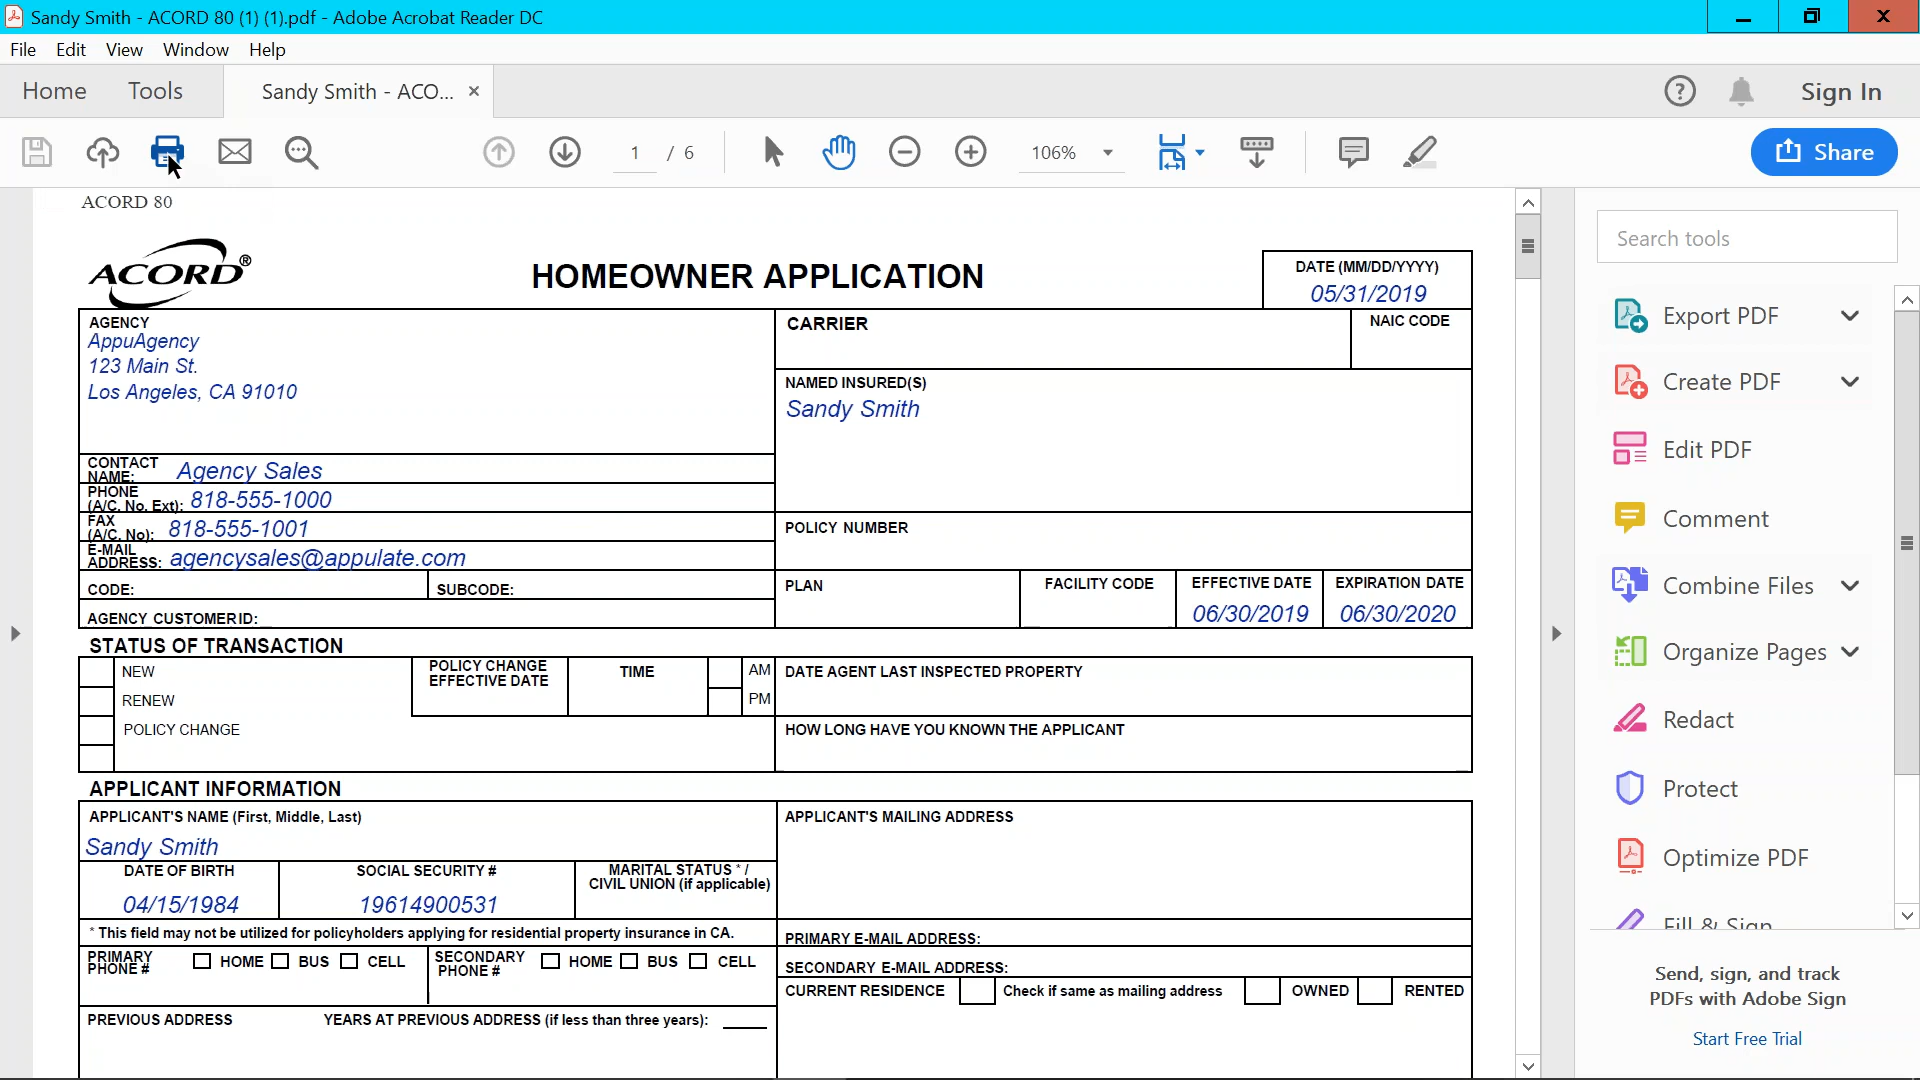 Sandy Smith - ACORD 80 (1) (1).pdf - Adobe Acrobat Reader DC
File Edit View Window Help
Home Tools Sandy Smith - ACO... × Sign In
1 / 6 106% Share
ACORD 80
ACORD®
HOMEOWNER APPLICATION
DATE (MM/DD/YYYY)
05/31/2019
AGENCY
AppuAgency
123 Main St.
Los Angeles, CA 91010
CARRIER
NAIC CODE
NAMED INSURED(S)
Sandy Smith
CONTACT NAME: Agency Sales
PHONE (A/C, No, Ext): 818-555-1000
FAX (A/C, No): 818-555-1001
E-MAIL ADDRESS: agencysales@appulate.com
CODE: SUBCODE:
AGENCY CUSTOMER ID:
POLICY NUMBER
PLAN
FACILITY CODE
EFFECTIVE DATE
06/30/2019
EXPIRATION DATE
06/30/2020
STATUS OF TRANSACTION
NEW
RENEW
POLICY CHANGE
POLICY CHANGE
EFFECTIVE DATE
TIME
AM
PM
DATE AGENT LAST INSPECTED PROPERTY
HOW LONG HAVE YOU KNOWN THE APPLICANT
APPLICANT INFORMATION
APPLICANT'S NAME (First, Middle, Last)
Sandy Smith
APPLICANT'S MAILING ADDRESS
DATE OF BIRTH
04/15/1984
SOCIAL SECURITY #
19614900531
MARITAL STATUS * /
CIVIL UNION (if applicable)
* This field may not be utilized for policyholders applying for residential property insurance in CA.
PRIMARY PHONE # HOME BUS CELL
SECONDARY PHONE # HOME BUS CELL
PRIMARY E-MAIL ADDRESS:
SECONDARY E-MAIL ADDRESS:
CURRENT RESIDENCE Check if same as mailing address OWNED RENTED
PREVIOUS ADDRESS YEARS AT PREVIOUS ADDRESS (if less than three years):
Search tools
Export PDF
Create PDF
Edit PDF
Comment
Combine Files
Organize Pages
Redact
Protect
Optimize PDF
Fill & Sign
Send, sign, and track
PDFs with Adobe Sign
Start Free Trial